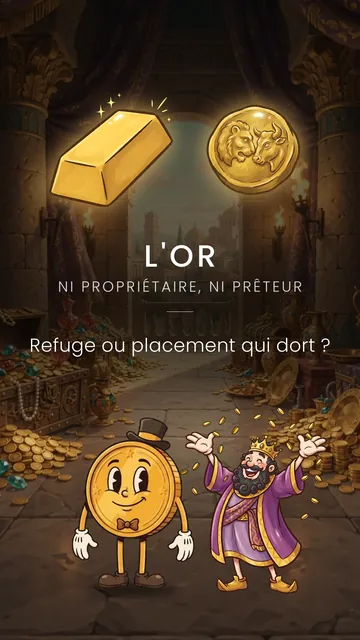 L'OR
NI PROPRIÉTAIRE, NI PRÊTEUR
Refuge ou placement qui dort ?